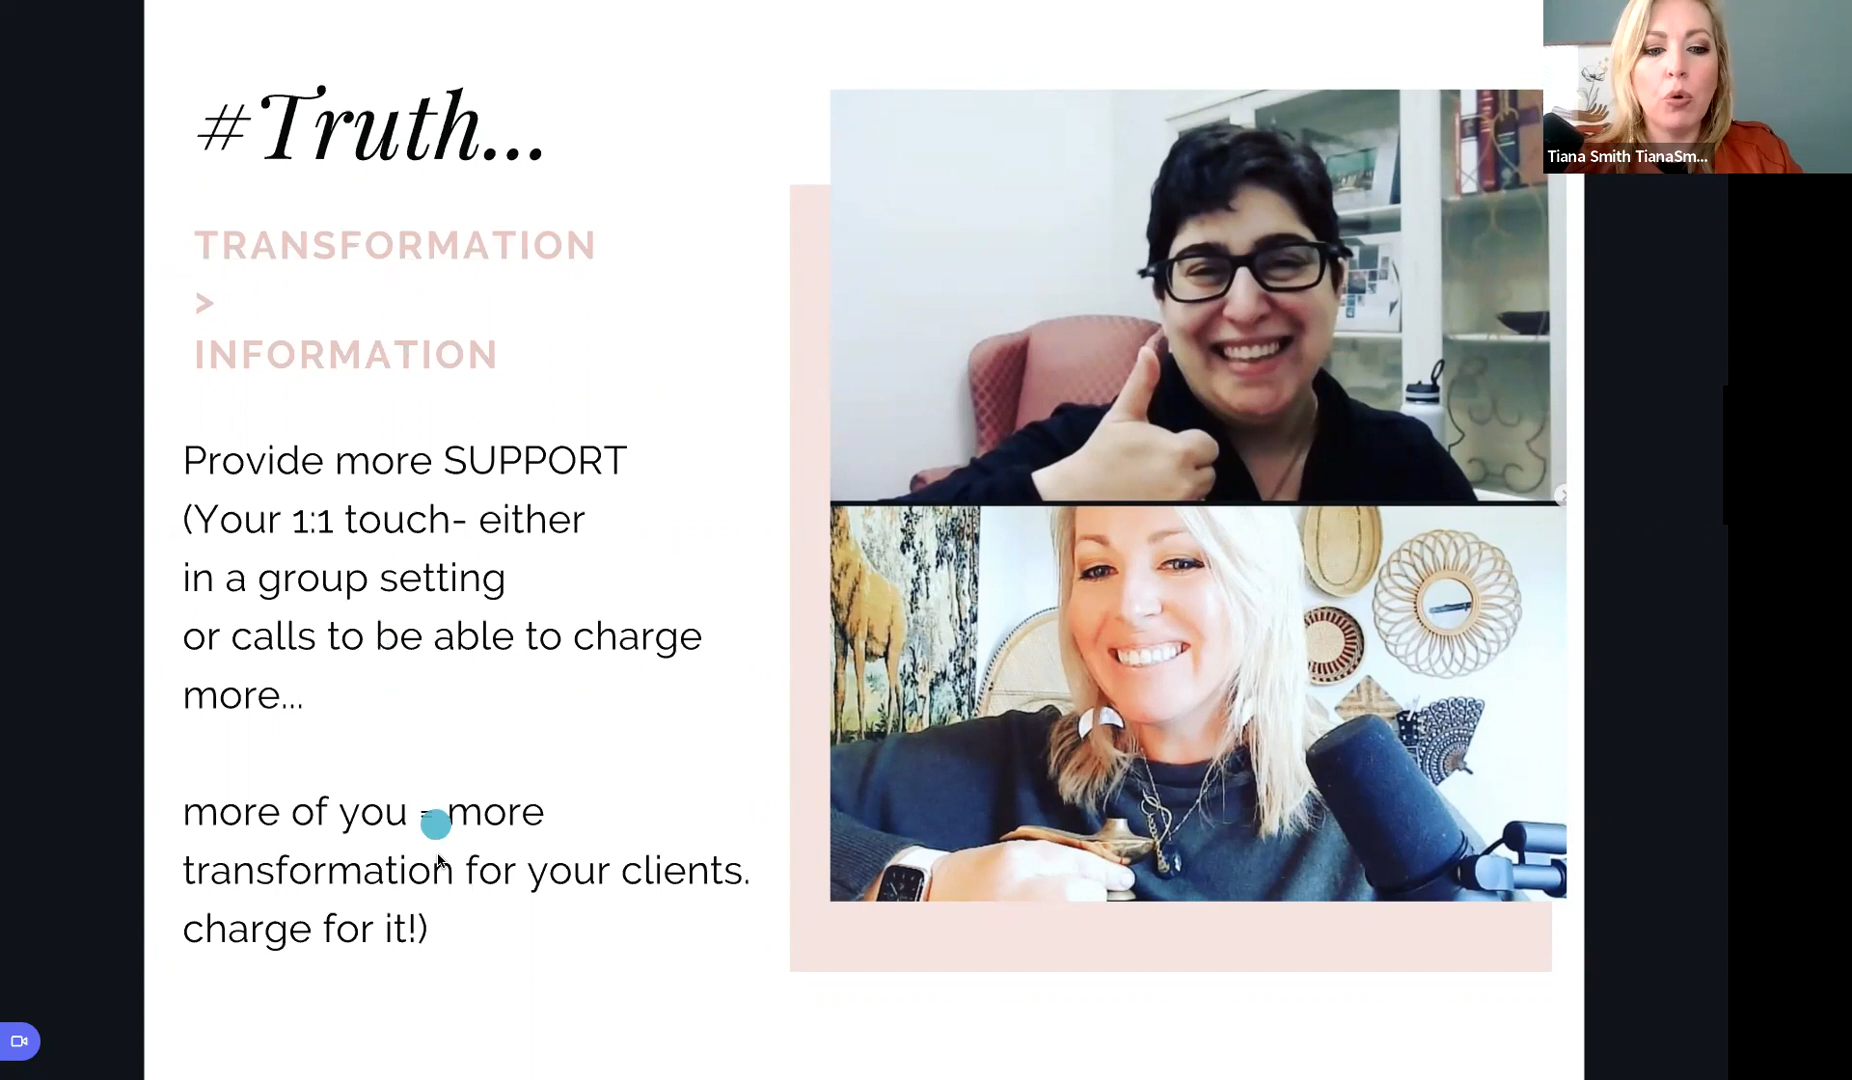 #Truth...
TRANSFORMATION
>
INFORMATION
Provide more SUPPORT
(Your 1:1 touch- either
in a group setting
or calls to be able to charge
more...
more of you = more
transformation for your clients.
charge for it!)
Tiana Smith TianaSm...